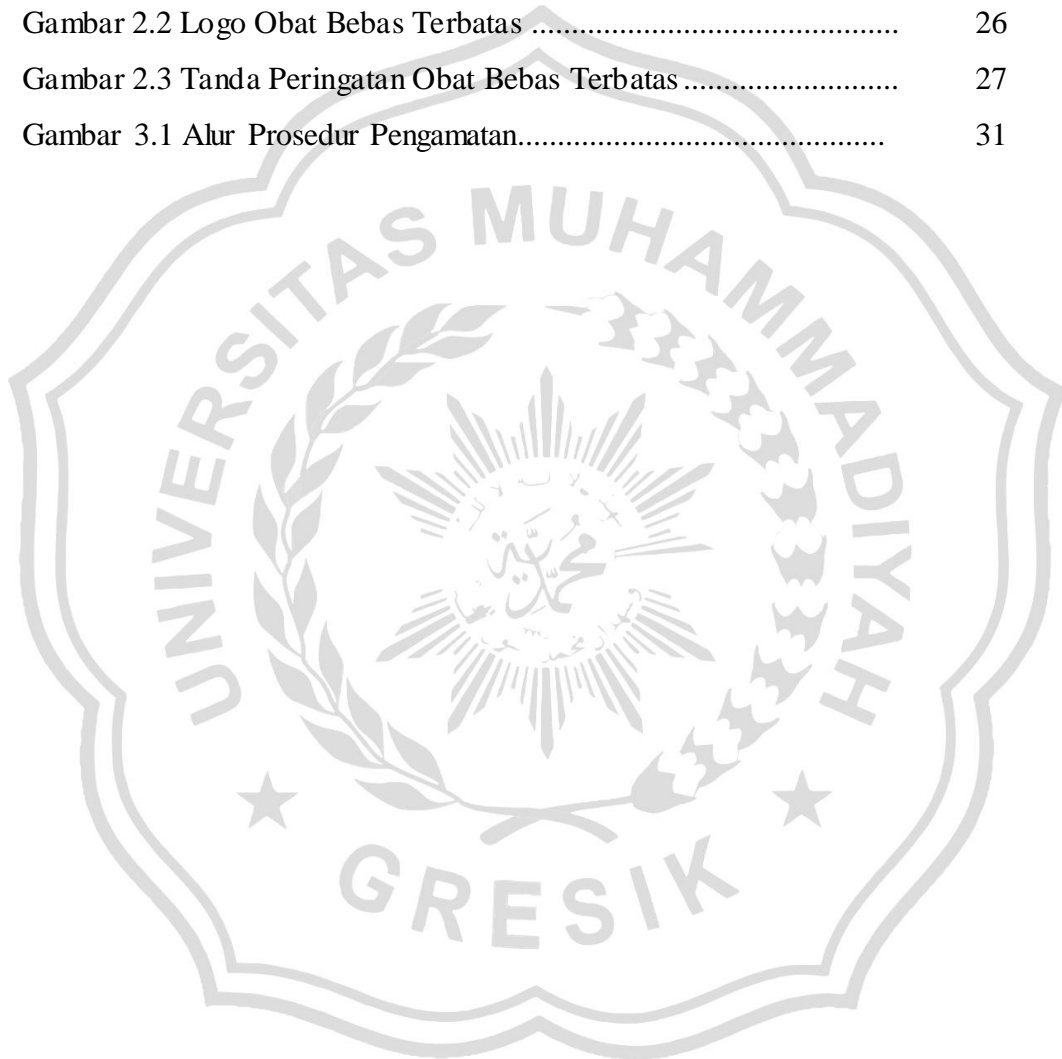 Gambar 2.2 Logo Obat Bebas Terbatas ............................................ 26
Gambar 2.3 Tanda Peringatan Obat Bebas Terbatas .......................... 27
Gambar 3.1 Alur Prosedur Pengamatan............................................ 31
UNIVERSITAS MUHAMMADIYAH
محمدية
GRESIK